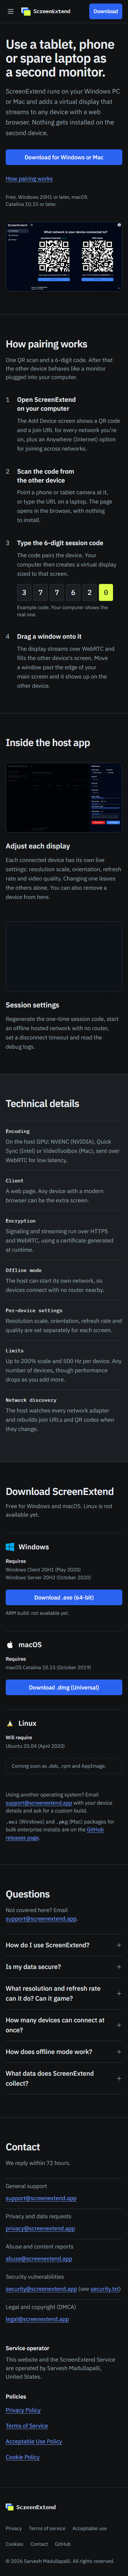 ScreenExtend
Download
Use a tablet, phone
or spare laptop as
a second monitor.
ScreenExtend runs on your Windows PC
or Mac and adds a virtual display that
streams to any device with a web
browser. Nothing gets installed on the
second device.
Download for Windows or Mac
How pairing works
Free. Windows 20H1 or later, macOS
Catalina 10.15 or later.
How pairing works
One QR scan and a 6-digit code. After that
the other device behaves like a monitor
plugged into your computer.
1 Open ScreenExtend
on your computer
The Add Device screen shows a QR code
and a join URL for every network you're
on, plus an Anywhere (Internet) option
for joining across networks.
2 Scan the code from
the other device
Point a phone or tablet camera at it,
or type the URL on a laptop. The page
opens in the browser, with nothing
to install.
3 Type the 6-digit session code
The code pairs the device. Your
computer then creates a virtual display
sized to that screen.
3 7 7 6 2 0
Example code. Your computer shows the
real one.
4 Drag a window onto it
The display streams over WebRTC and
fills the other device's screen. Move
a window past the edge of your
main screen and it shows up on the
other device.
Inside the host app
Adjust each display
Each connected device has its own live
settings: resolution scale, orientation, refresh
rate and video quality. Changing one leaves
the others alone. You can also remove a
device from here.
Session settings
Regenerate the one-time session code, start
an offline hosted network with no router,
set a disconnect timeout and read the
debug logs.
Technical details
Encoding
On the host GPU: NVENC (NVIDIA), Quick
Sync (Intel) or VideoToolbox (Mac), sent over
WebRTC for low latency.
Client
A web page. Any device with a modern
browser can be the extra screen.
Encryption
Signaling and streaming run over HTTPS
and WebRTC, using a certificate generated
at runtime.
Offline mode
The host can start its own network, so
devices connect with no router nearby.
Per-device settings
Resolution scale, orientation, refresh rate and
quality are set separately for each screen.
Limits
Up to 200% scale and 500 Hz per device. Any
number of devices, though performance
drops as you add more.
Network discovery
The host watches every network adapter
and rebuilds join URLs and QR codes when
they change.
Download ScreenExtend
Free for Windows and macOS. Linux is not
available yet.
Windows
Requires
Windows Client 20H1 (May 2020)
Windows Server 20H2 (October 2020)
Download .exe (64-bit)
ARM build: not available yet.
macOS
Requires
macOS Catalina 10.15 (October 2019)
Download .dmg (Universal)
Linux
Will require
Ubuntu 20.04 (April 2020)
Coming soon as .deb, .rpm and AppImage.
Using another operating system? Email
support@screenextend.app with your device
details and ask for a custom build.
.msi (Windows) and .pkg (Mac) packages for
bulk enterprise installs are on the GitHub
releases page.
Questions
Not covered here? Email
support@screenextend.app.
How do I use ScreenExtend? +
Is my data secure? +
What resolution and refresh rate
can it do? Can it game? +
How many devices can connect at
once? +
How does offline mode work? +
What data does ScreenExtend
collect? +
Contact
We reply within 72 hours.
General support
support@screenextend.app
Privacy and data requests
privacy@screenextend.app
Abuse and content reports
abuse@screenextend.app
Security vulnerabilities
security@screenextend.app (see security.txt)
Legal and copyright (DMCA)
legal@screenextend.app
Service operator
This website and the ScreenExtend Service
are operated by Sarvesh Madullapalli,
United States.
Policies
Privacy Policy
Terms of Service
Acceptable Use Policy
Cookie Policy
ScreenExtend
Privacy Terms of service Acceptable use
Cookies Contact GitHub
© 2026 Sarvesh Madullapalli. All rights reserved.